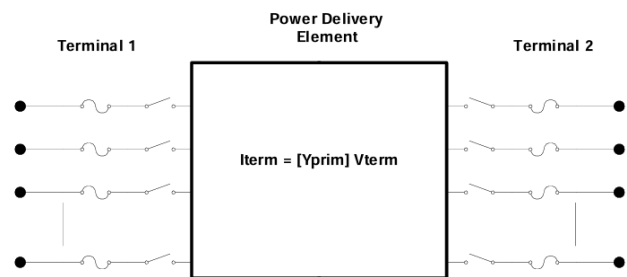 Power Delivery
Element
Terminal 1
Terminal 2
Iterm = [Yprim] Vterm